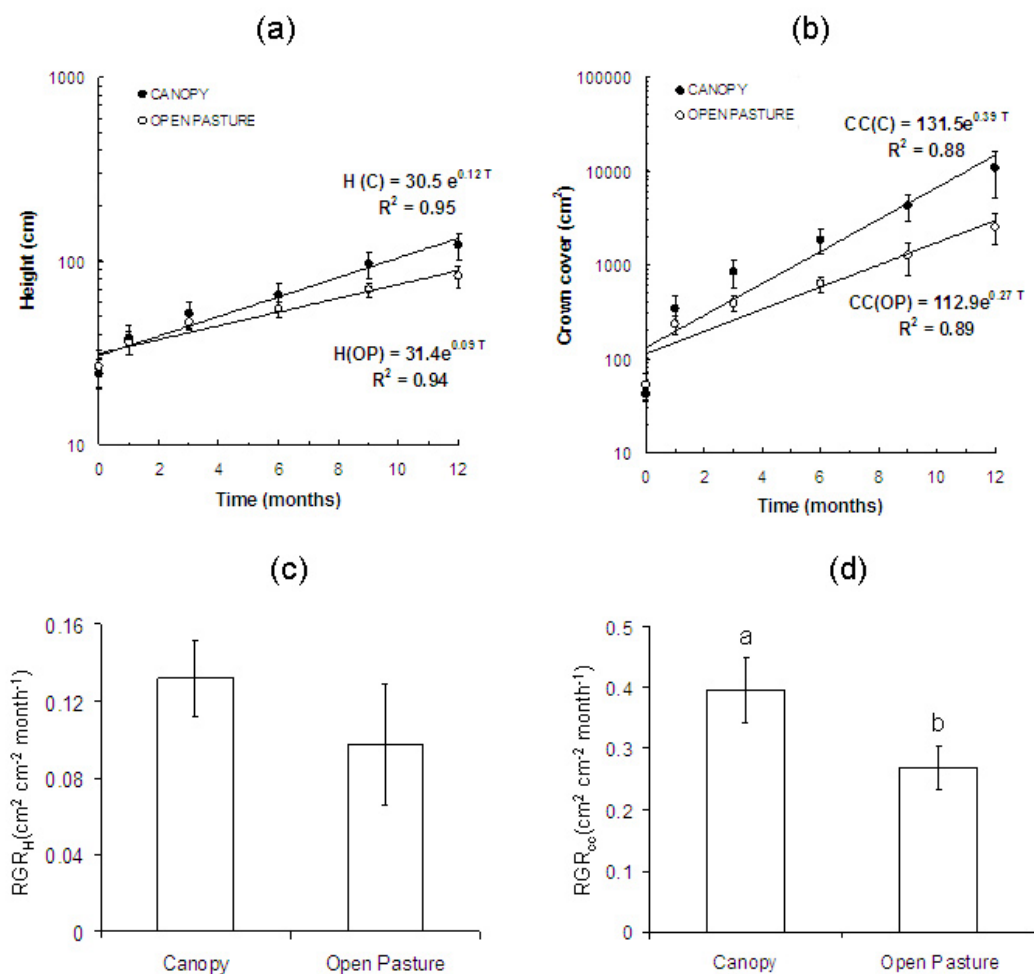 (a)
1000
100
10
Height (cm)
● CANOPY
○ OPEN PASTURE
H (C) = 30.5 e^0.12 T
R² = 0.95
H(OP) = 31.4e^0.09 T
R² = 0.94
0 2 4 6 8 10 12
Time (months)
(b)
100000
10000
1000
100
10
Crown cover (cm²)
● CANOPY
○ OPEN PASTURE
CC(C) = 131.5e^0.39 T
R² = 0.88
CC(OP) = 112.9e^0.27 T
R² = 0.89
0 2 4 6 8 10 12
Time (months)
(c)
0.16
0.12
0.08
0.04
0
RGR_H (cm² cm⁻² month⁻¹)
Canopy Open Pasture
(d)
0.5
0.4
0.3
0.2
0.1
0
RGR_cc (cm² cm⁻² month⁻¹)
a
b
Canopy Open Pasture